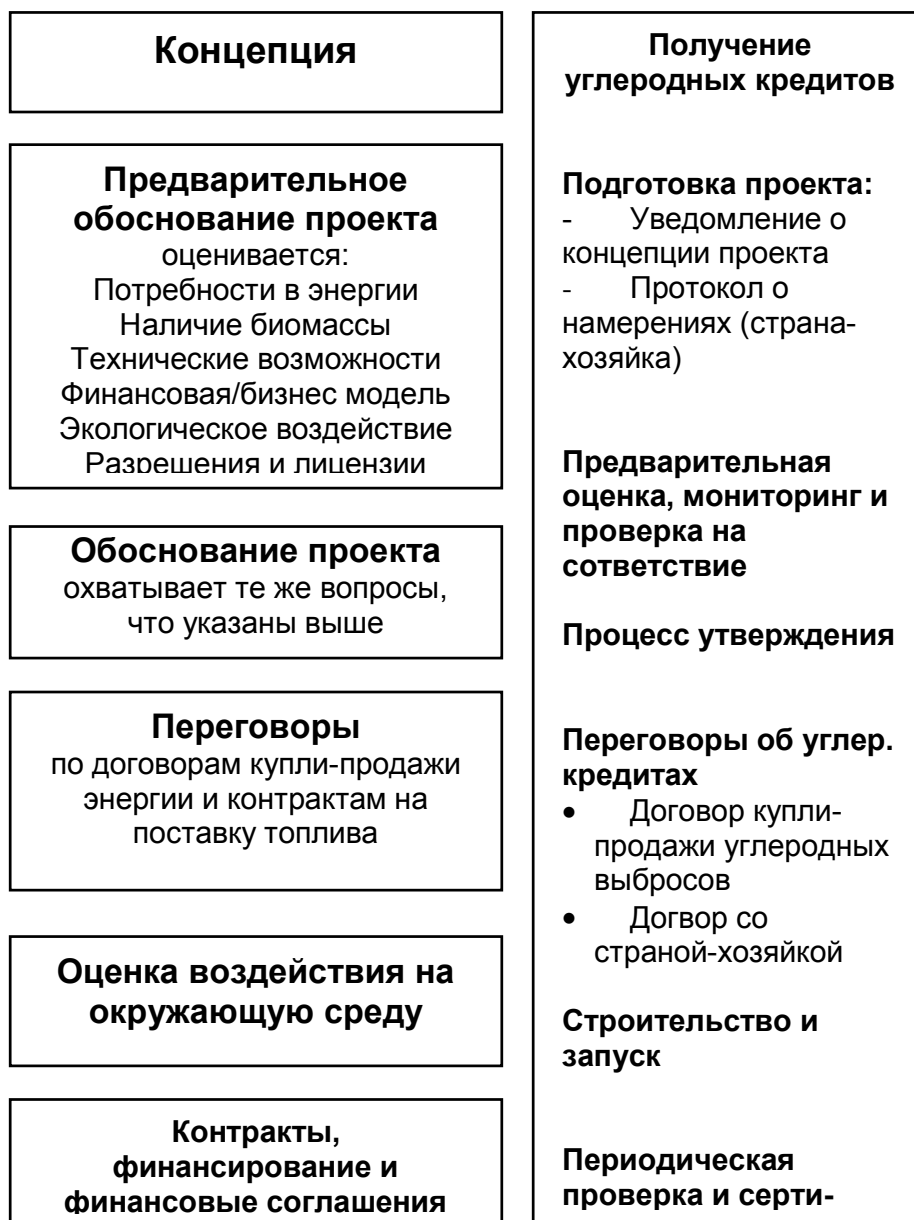 Концепция
Предварительное
обоснование проекта
оценивается:
Потребности в энергии
Наличие биомассы
Технические возможности
Финансовая/бизнес модель
Экологическое воздействие
Разрешения и лицензии
Обоснование проекта
охватывает те же вопросы,
что указаны выше
Переговоры
по договорам купли-продажи
энергии и контрактам на
поставку топлива
Оценка воздействия на
окружающую среду
Контракты,
финансирование и
финансовые соглашения
Получение
углеродных кредитов
Подготовка проекта:
- Уведомление о
концепции проекта
- Протокол о
намерениях (страна-
хозяйка)
Предварительная
оценка, мониторинг и
проверка на
сответствие
Процесс утверждения
Переговоры об углер.
кредитах
• Договор купли-
продажи углеродных
выбросов
• Догвор со
страной-хозяйкой
Строительство и
запуск
Периодическая
проверка и серти-